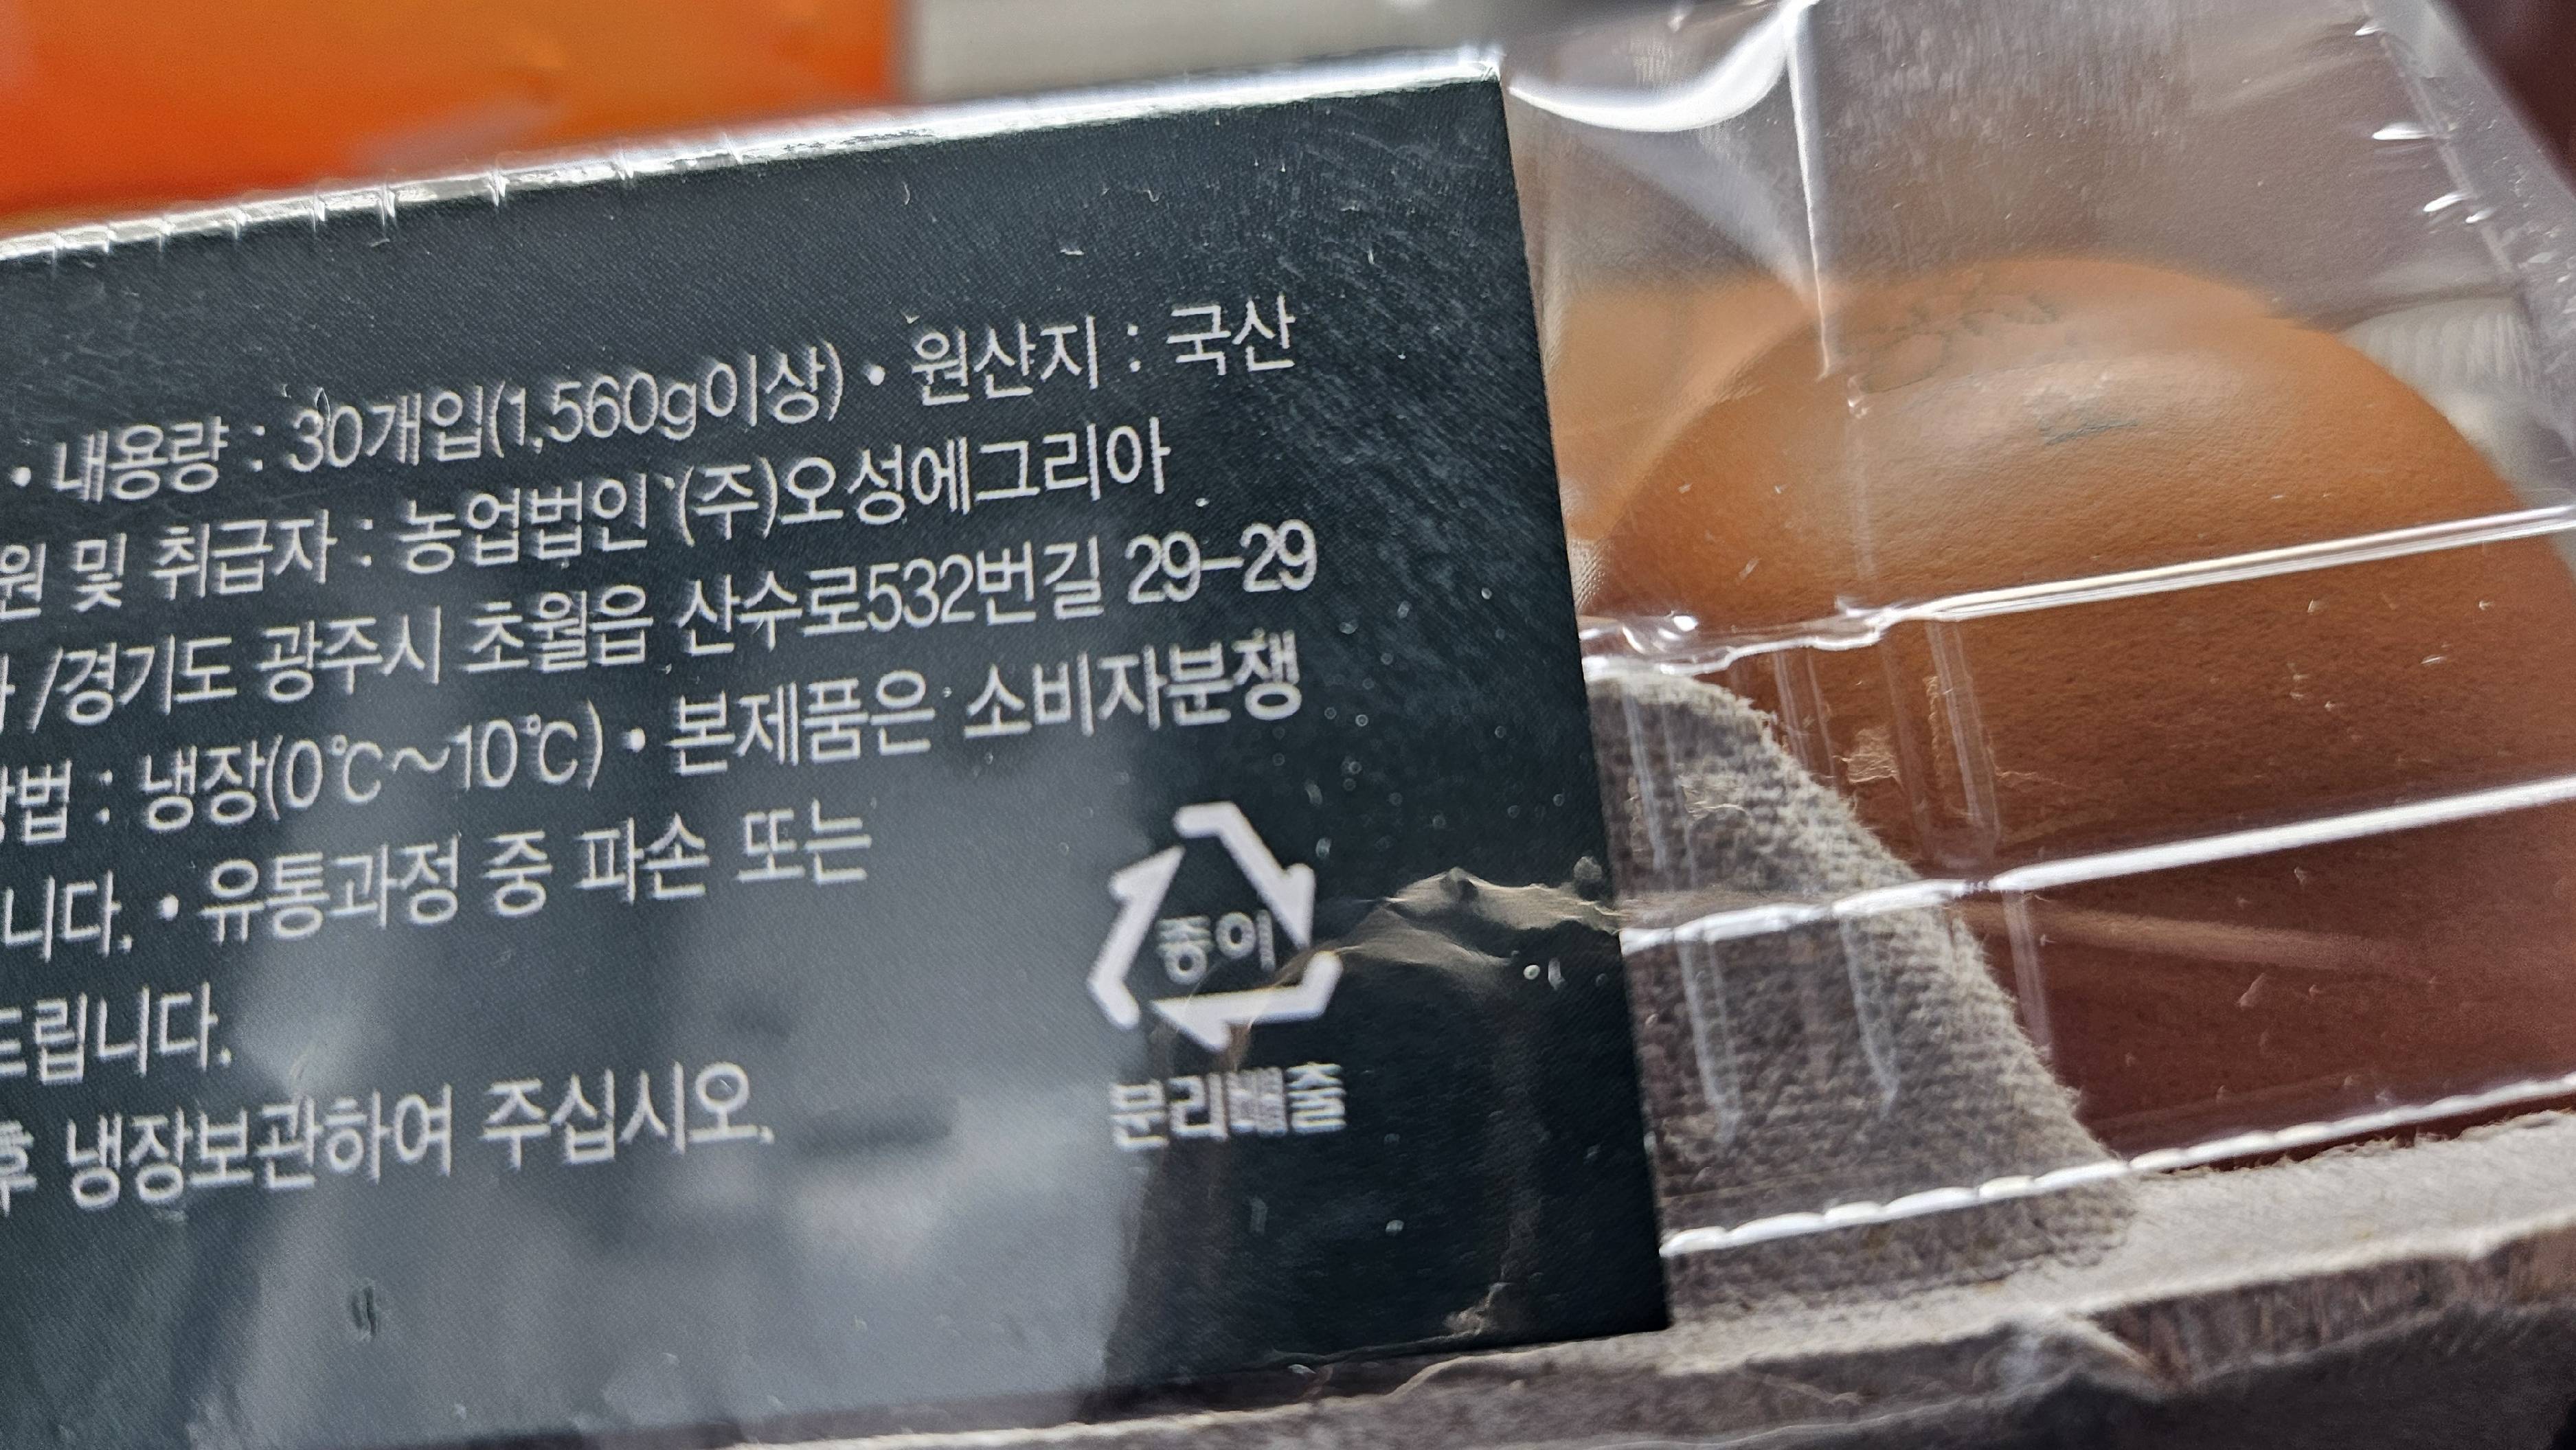 • 내용량 : 30개입(1,560g이상) • 원산지 : 국산
원 및 취급자 : 농업법인 (주)오성에그리아
/경기도 광주시 초월읍 산수로532번길 29-29
법 : 냉장(0℃~10℃) • 본제품은 소비자분쟁
니다. • 유통과정 중 파손 또는
드립니다.
후 냉장보관하여 주십시오.
종이
분리배출